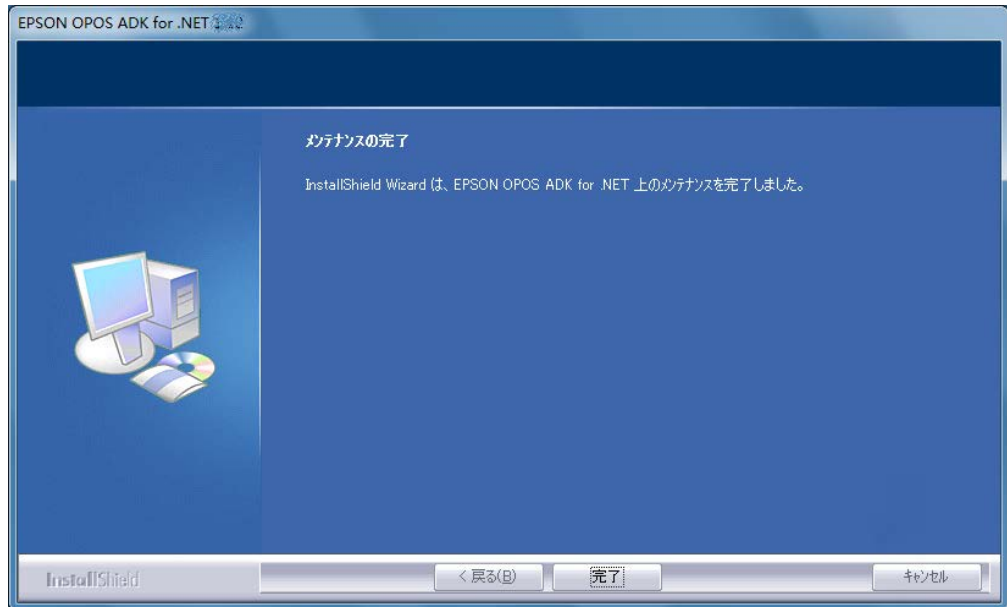 EPSON OPOS ADK for .NET
メンテナンスの完了
InstallShield Wizard は、EPSON OPOS ADK for .NET 上のメンテナンスを完了しました。
InstallShield
< 戻る(B)
完了
キャンセル